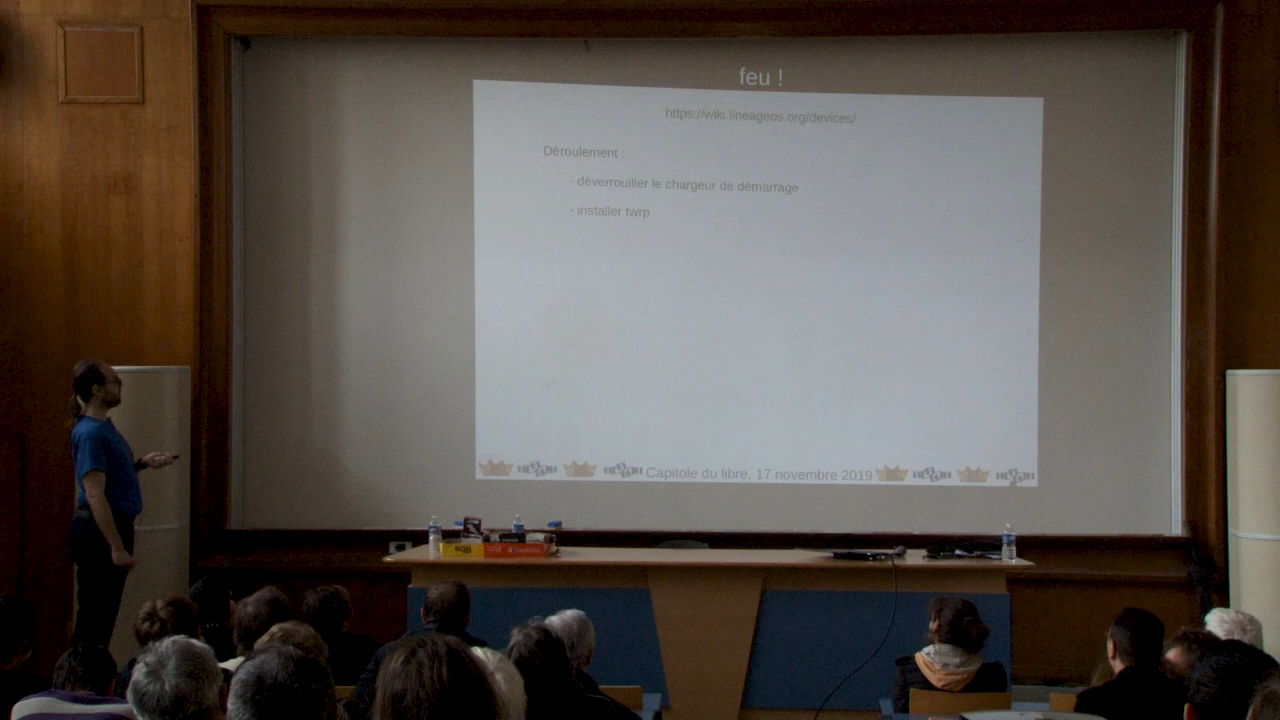 feu !
https://wiki.lineageos.org/devices/
Déroulement :
- déverrouiller le chargeur de démarrage
- installer twrp
Capitole du libre, 17 novembre 2019